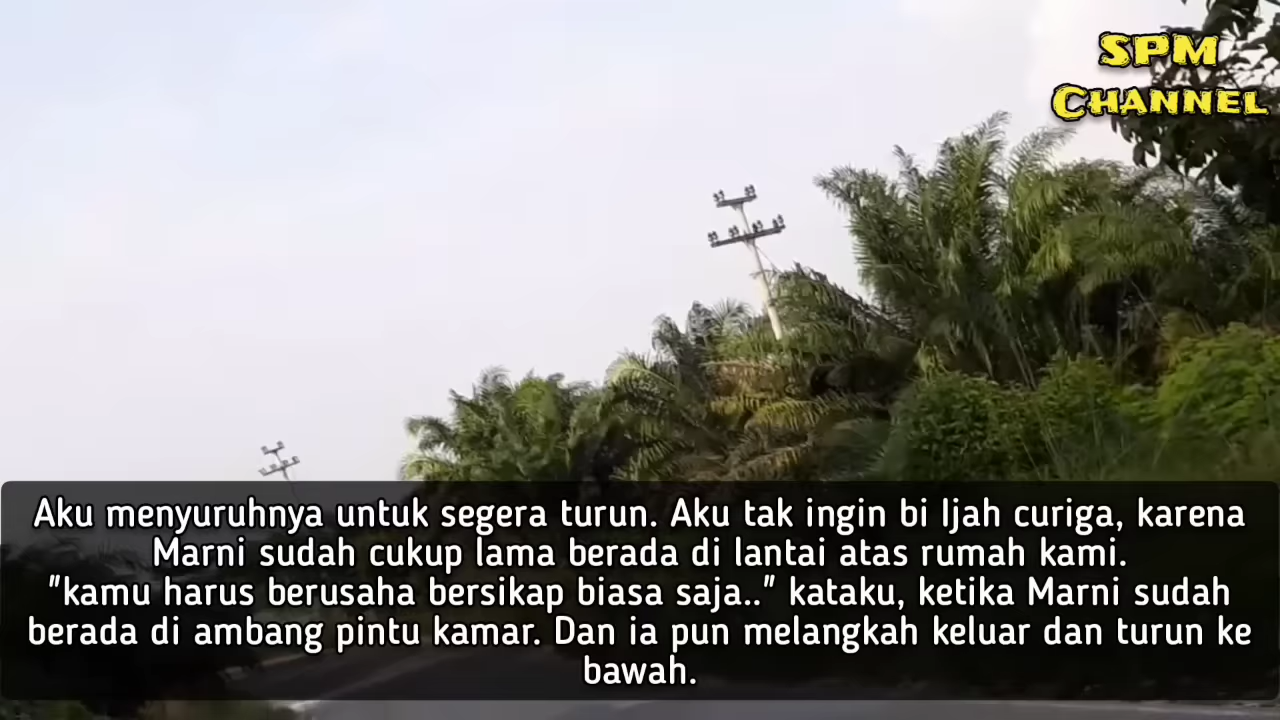 SPM
CHANNEL
Aku menyuruhnya untuk segera turun. Aku tak ingin bi Ijah curiga, karena
Marni sudah cukup lama berada di lantai atas rumah kami.
"kamu harus berusaha bersikap biasa saja.." kataku, ketika Marni sudah
berada di ambang pintu kamar. Dan ia pun melangkah keluar dan turun ke
bawah.